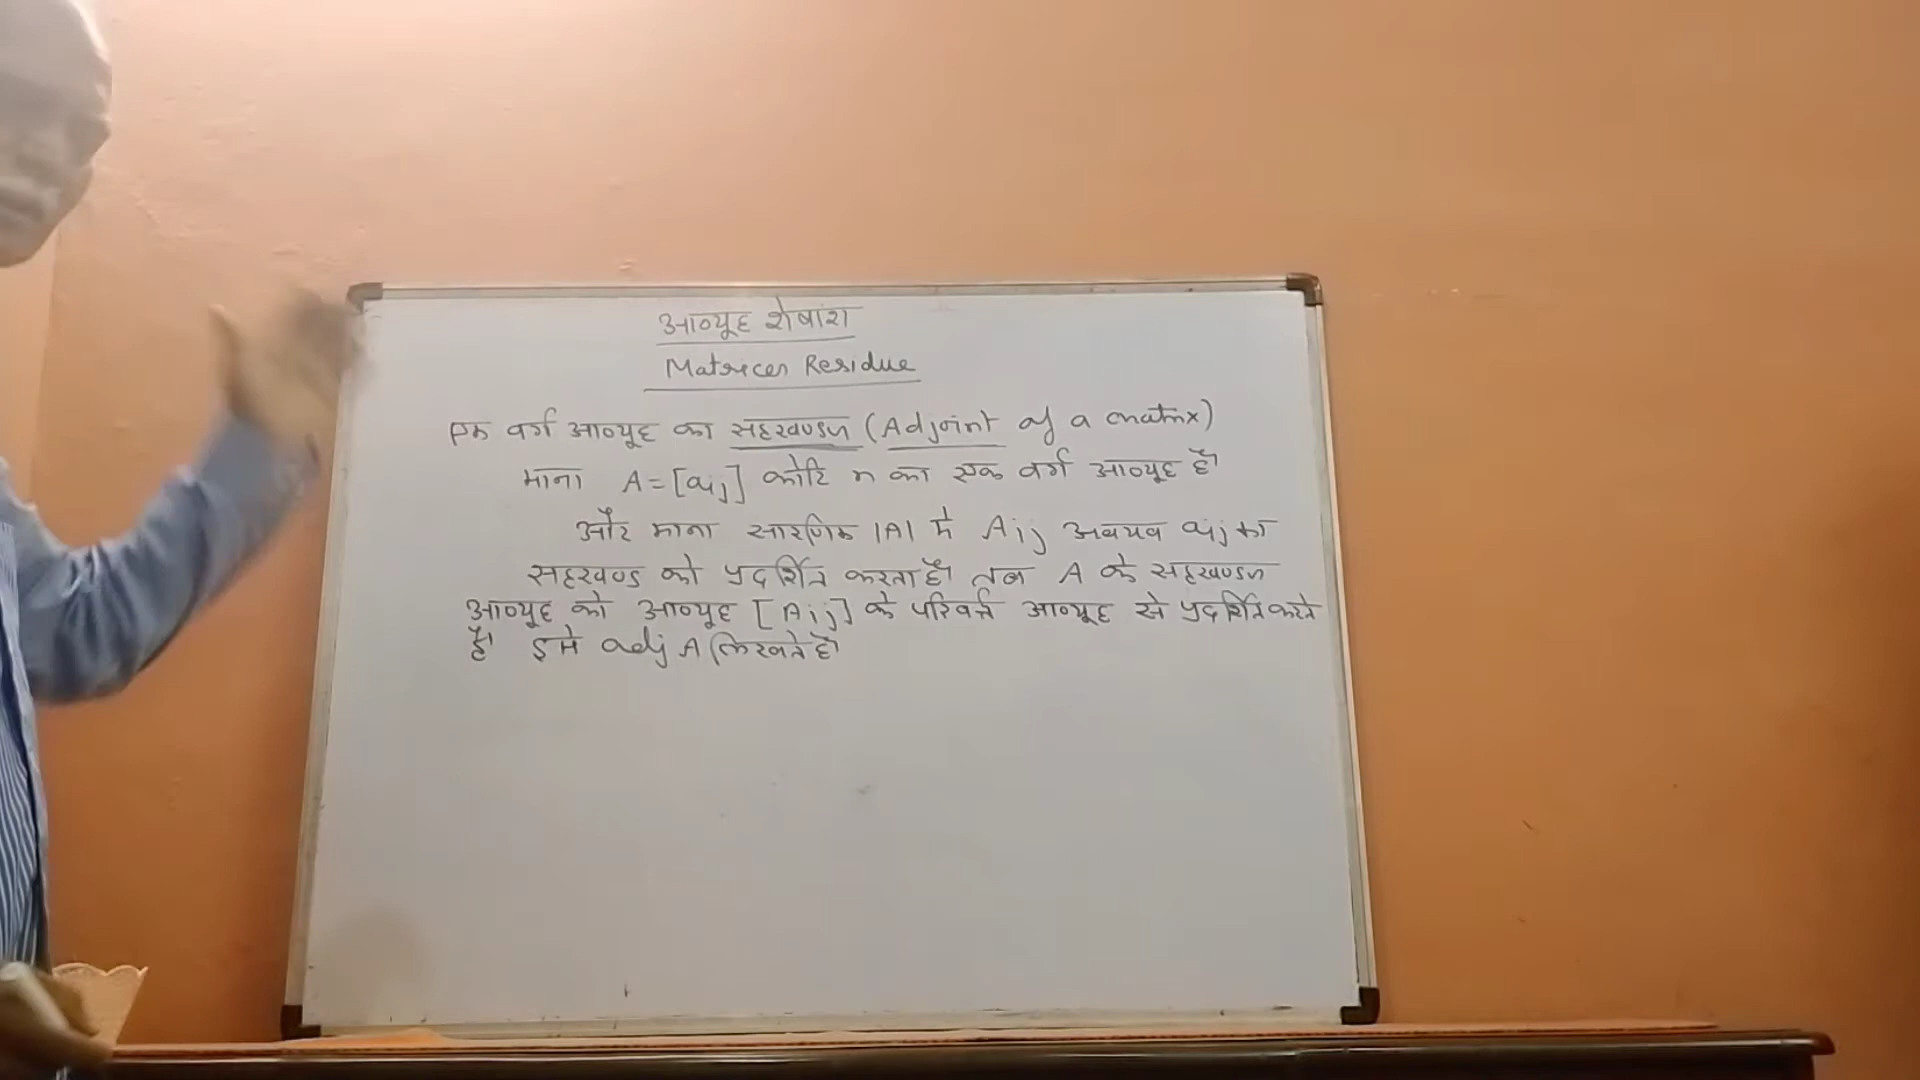 आव्यूह शेषांश
Matrices Residue
एक वर्ग आव्यूह का सहखण्डज (Adjoint of a matrix)
माना A=[aij] कोटि n का एक वर्ग आव्यूह है।
और माना सारणिक |A| मे Aij अवयव aij का
सहखण्ड को प्रदर्शित करता है। तब A के सहखण्डज
आव्यूह को आव्यूह [Aij] के परिवर्त आव्यूह से प्रदर्शित करते
है। इसे adj A लिखते है।